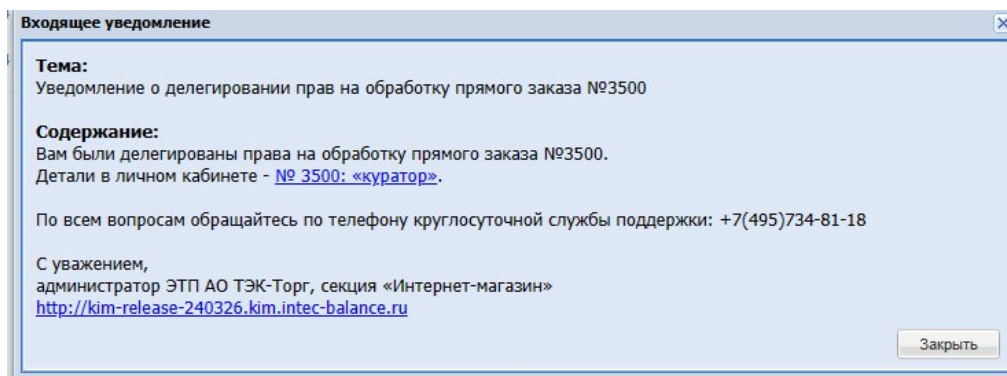 Входящее уведомление
Тема:
Уведомление о делегировании прав на обработку прямого заказа №3500
Содержание:
Вам были делегированы права на обработку прямого заказа №3500.
Детали в личном кабинете - № 3500: «куратор».
По всем вопросам обращайтесь по телефону круглосуточной службы поддержки: +7(495)734-81-18
С уважением,
администратор ЭТП АО ТЭК-Торг, секция «Интернет-магазин»
http://kim-release-240326.kim.intec-balance.ru
Закрыть